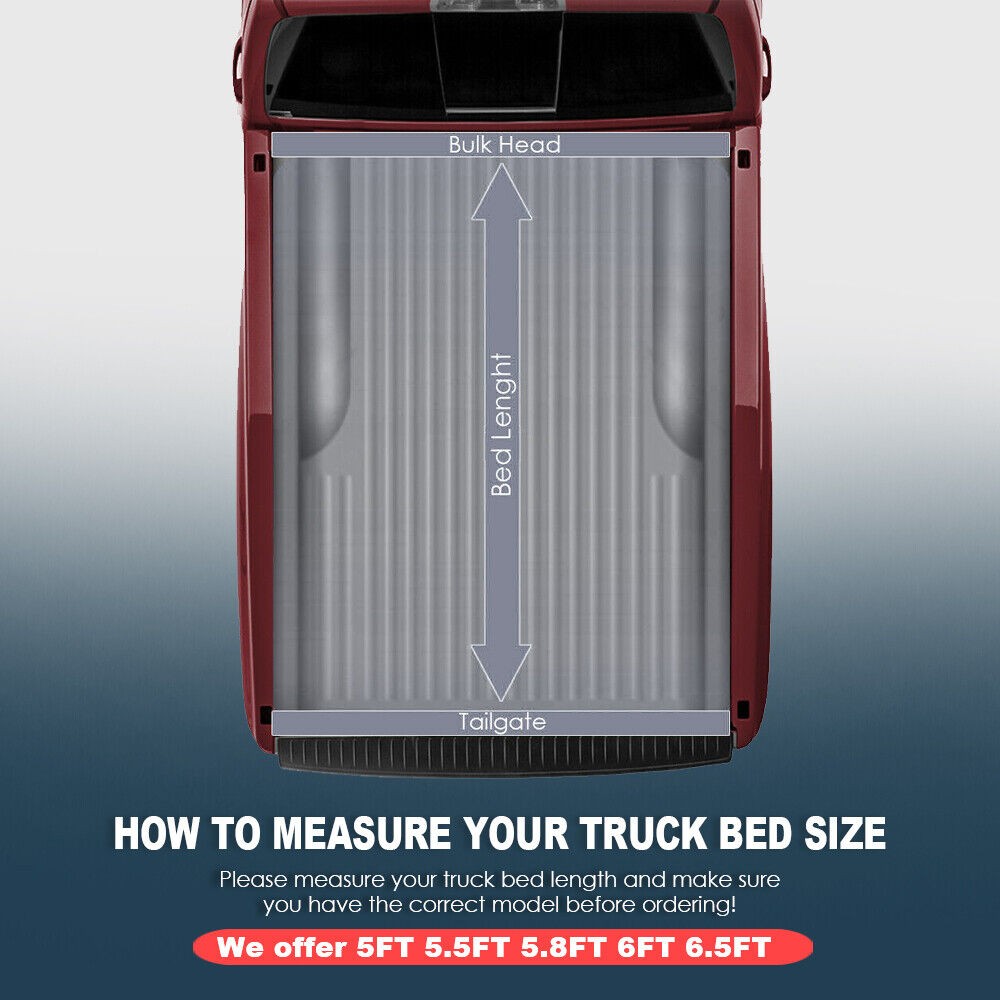 Bulk Head
Bed Lenght
Tailgate
HOW TO MEASURE YOUR TRUCK BED SIZE
Please measure your truck bed length and make sure
you have the correct model before ordering!
We offer 5FT 5.5FT 5.8FT 6FT 6.5FT